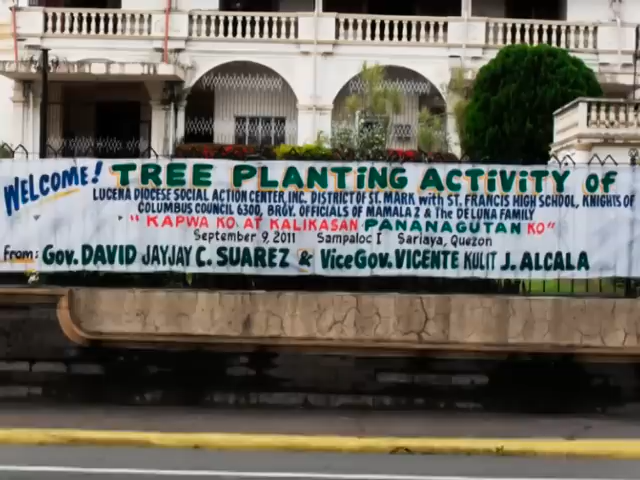 WELCOME! TREE PLANTING ACTIVITY OF
LUCENA DIOCESE SOCIAL ACTION CENTER, INC. DISTRICT OF ST. MARK with ST. FRANCIS HIGH SCHOOL, KNIGHTS OF
COLUMBUS COUNCIL 6300, BRGY. OFFICIALS OF MAMALA 2 & The DE LUNA FAMILY
"KAPWA KO AT KALIKASAN PANANAGUTAN KO"
September 9, 2011 Sampaloc I Sariaya, Quezon
From: Gov. DAVID JAYJAY C. SUAREZ & Vice Gov. VICENTE KULIT J. ALCALA